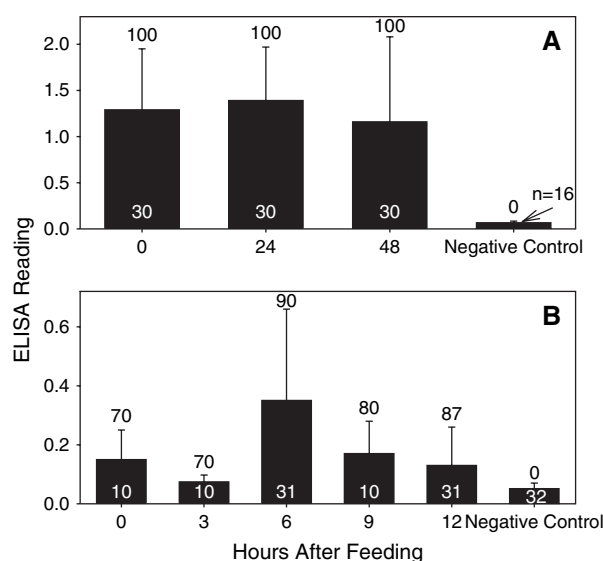 A
100 100 100
2.0
1.5
1.0
0.5
0.0
0 n=16
30 30 30
0 24 48 Negative Control
ELISA Reading
B
90
0.6
0.4
0.2
0.0
70 70 80 87 0
10 10 31 10 31 32
0 3 6 9 12 Negative Control
Hours After Feeding